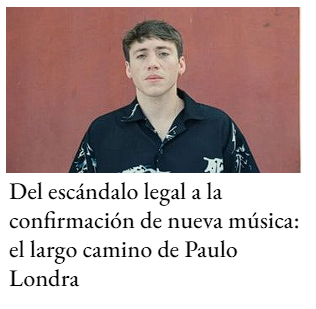 Del escándalo legal a la
confirmación de nueva música:
el largo camino de Paulo
Londra